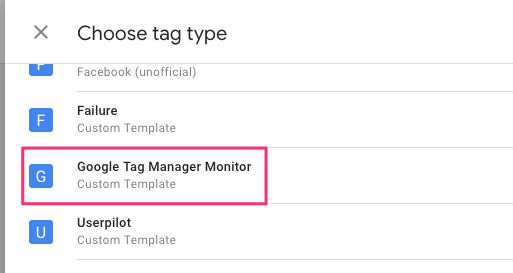 Choose tag type
F
Facebook (unofficial)
F
Failure
Custom Template
G
Google Tag Manager Monitor
Custom Template
U
Userpilot
Custom Template